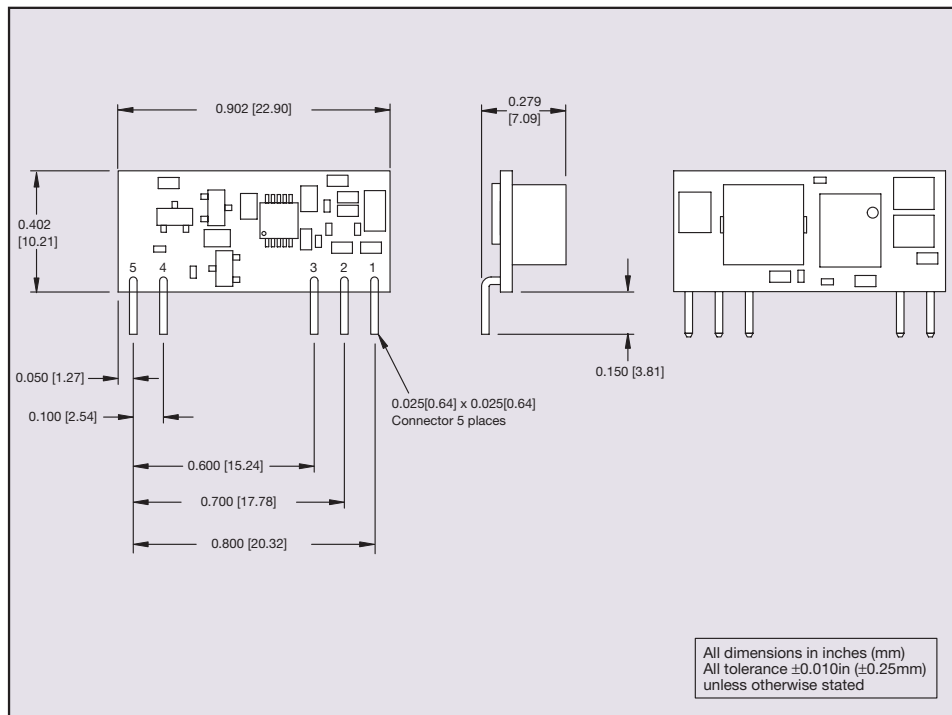 0.902 [22.90]
0.279
[7.09]
0.402
[10.21]
5 4 3 2 1
0.050 [1.27]
0.150 [3.81]
0.025[0.64] x 0.025[0.64]
Connector 5 places
0.100 [2.54]
0.600 [15.24]
0.700 [17.78]
0.800 [20.32]
All dimensions in inches (mm)
All tolerance ±0.010in (±0.25mm)
unless otherwise stated